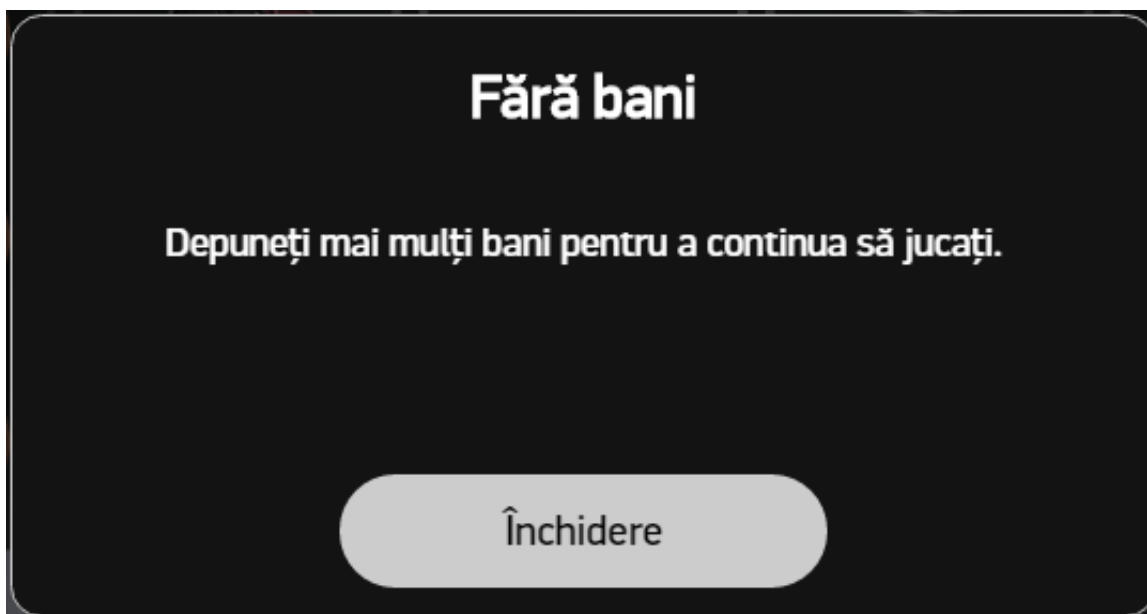 Fără bani
Depuneți mai mulți bani pentru a continua să jucați.
Închidere